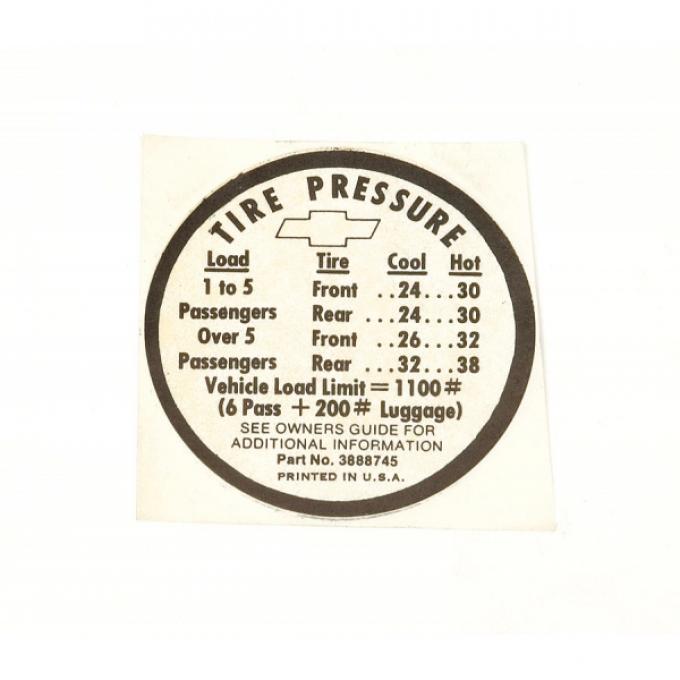 TIRE PRESSURE
Load Tire Cool Hot
1 to 5 Front ..24...30
Passengers Rear ...24...30
Over 5 Front ..26...32
Passengers Rear ...32...38
Vehicle Load Limit = 1100#
(6 Pass + 200# Luggage)
SEE OWNERS GUIDE FOR
ADDITIONAL INFORMATION
Part No. 3888745
PRINTED IN U.S.A.